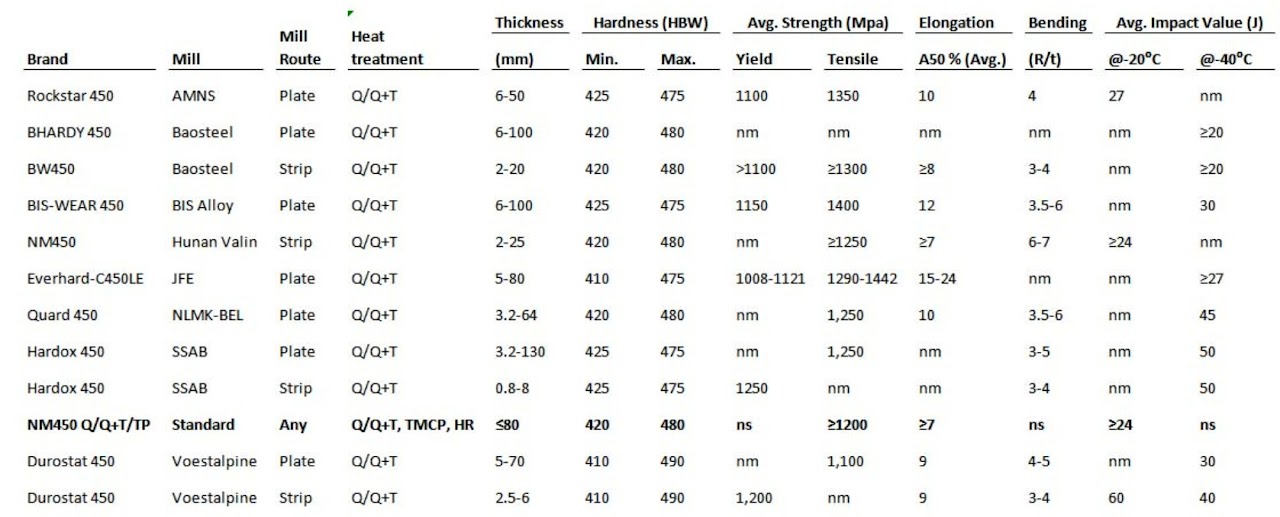 Thickness Hardness (HBW) Avg. Strength (Mpa) Elongation Bending Avg. Impact Value (J)
Mill Heat
Brand Mill Route treatment (mm) Min. Max. Yield Tensile A50 % (Avg.) (R/t) @-20⁰C @-40⁰C
Rockstar 450 AMNS Plate Q/Q+T 6-50 425 475 1100 1350 10 4 27 nm
BHARDY 450 Baosteel Plate Q/Q+T 6-100 420 480 nm nm nm nm nm ≥20
BW450 Baosteel Strip Q/Q+T 2-20 420 480 >1100 ≥1300 ≥8 3-4 nm ≥20
BIS-WEAR 450 BIS Alloy Plate Q/Q+T 6-100 425 475 1150 1400 12 3.5-6 nm 30
NM450 Hunan Valin Strip Q/Q+T 2-25 420 480 nm ≥1250 ≥7 6-7 ≥24 nm
Everhard-C450LE JFE Plate Q/Q+T 5-80 410 475 1008-1121 1290-1442 15-24 nm nm ≥27
Quard 450 NLMK-BEL Plate Q/Q+T 3.2-64 420 480 nm 1,250 10 3.5-6 nm 45
Hardox 450 SSAB Plate Q/Q+T 3.2-130 425 475 nm 1,250 nm 3-5 nm 50
Hardox 450 SSAB Strip Q/Q+T 0.8-8 425 475 1250 nm nm 3-4 nm 50
NM450 Q/Q+T/TP Standard Any Q/Q+T, TMCP, HR ≤80 420 480 ns ≥1200 ≥7 ns ≥24 ns
Durostat 450 Voestalpine Plate Q/Q+T 5-70 410 490 nm 1,100 9 4-5 nm 30
Durostat 450 Voestalpine Strip Q/Q+T 2.5-6 410 490 1,200 nm 9 3-4 60 40